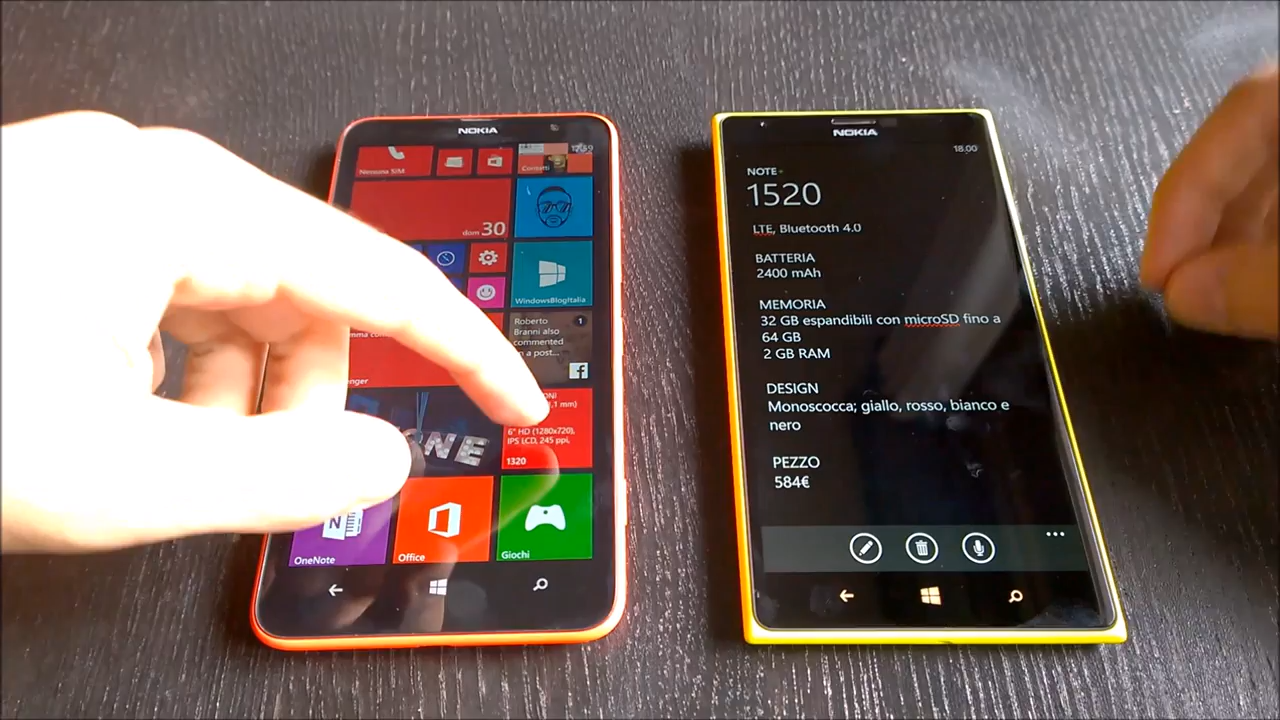 NOKIA
Nessuna SIM
Contatti
dom 30
WindowsBlogItalia
Roberto 1
Branni also
commented
on a post...
6" HD (1280x720),
IPS LCD, 245 ppi,
1320
OneNote
Office
Giochi
NOKIA
18.00
NOTE
1520
LTE, Bluetooth 4.0
BATTERIA
2400 mAh
MEMORIA
32 GB espandibili con microSD fino a
64 GB
2 GB RAM
DESIGN
Monoscocca; giallo, rosso, bianco e
nero
PEZZO
584€